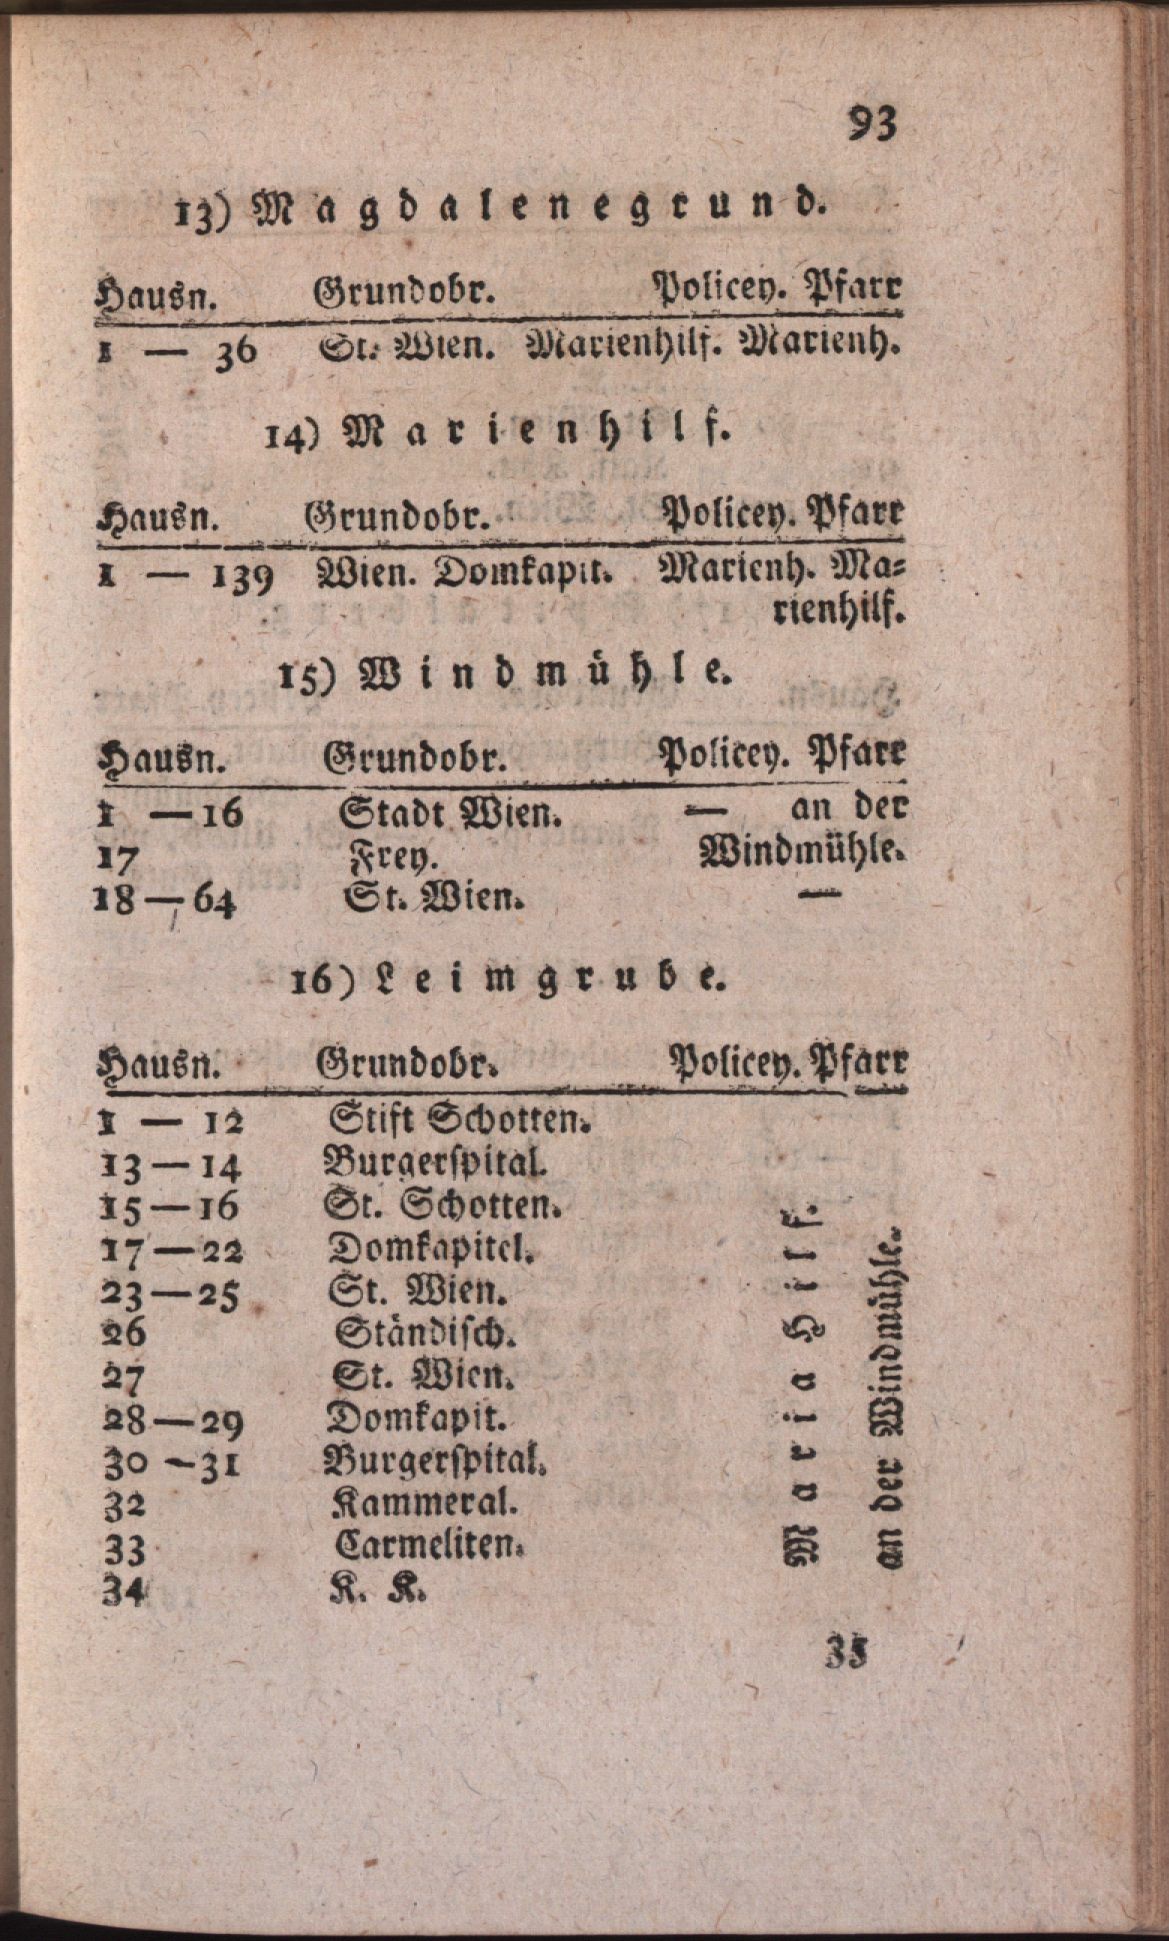 93
13) Magdalenegrund.
Hausn. Grundobr. Policey. Pfarr
1 — 36 St. Wien. Marienhilf. Marienh.
14) Marienhilf.
Hausn. Grundobr. Policey. Pfarr
1 — 139 Wien. Domkapit. Marienh. Ma=
rienhilf.
15) Windmühle.
Hausn. Grundobr. Policey. Pfarr
1 — 16 Stadt Wien. — an der
17 Frey. Windmühle.
18 — 64 St. Wien. —
16) Leimgrube.
Hausn. Grundobr. Policey. Pfarr
1 — 12 Stift Schotten.
13 — 14 Burgerspital.
15 — 16 St. Schotten.
17 — 22 Domkapitel.
23 — 25 St. Wien.
26 Ständisch.
27 St. Wien.
28 — 29 Domkapit.
30 - 31 Burgerspital.
32 Kammeral.
33 Carmeliten.
34 K. K.
Maria Hilf.
an der Windmühle.
35